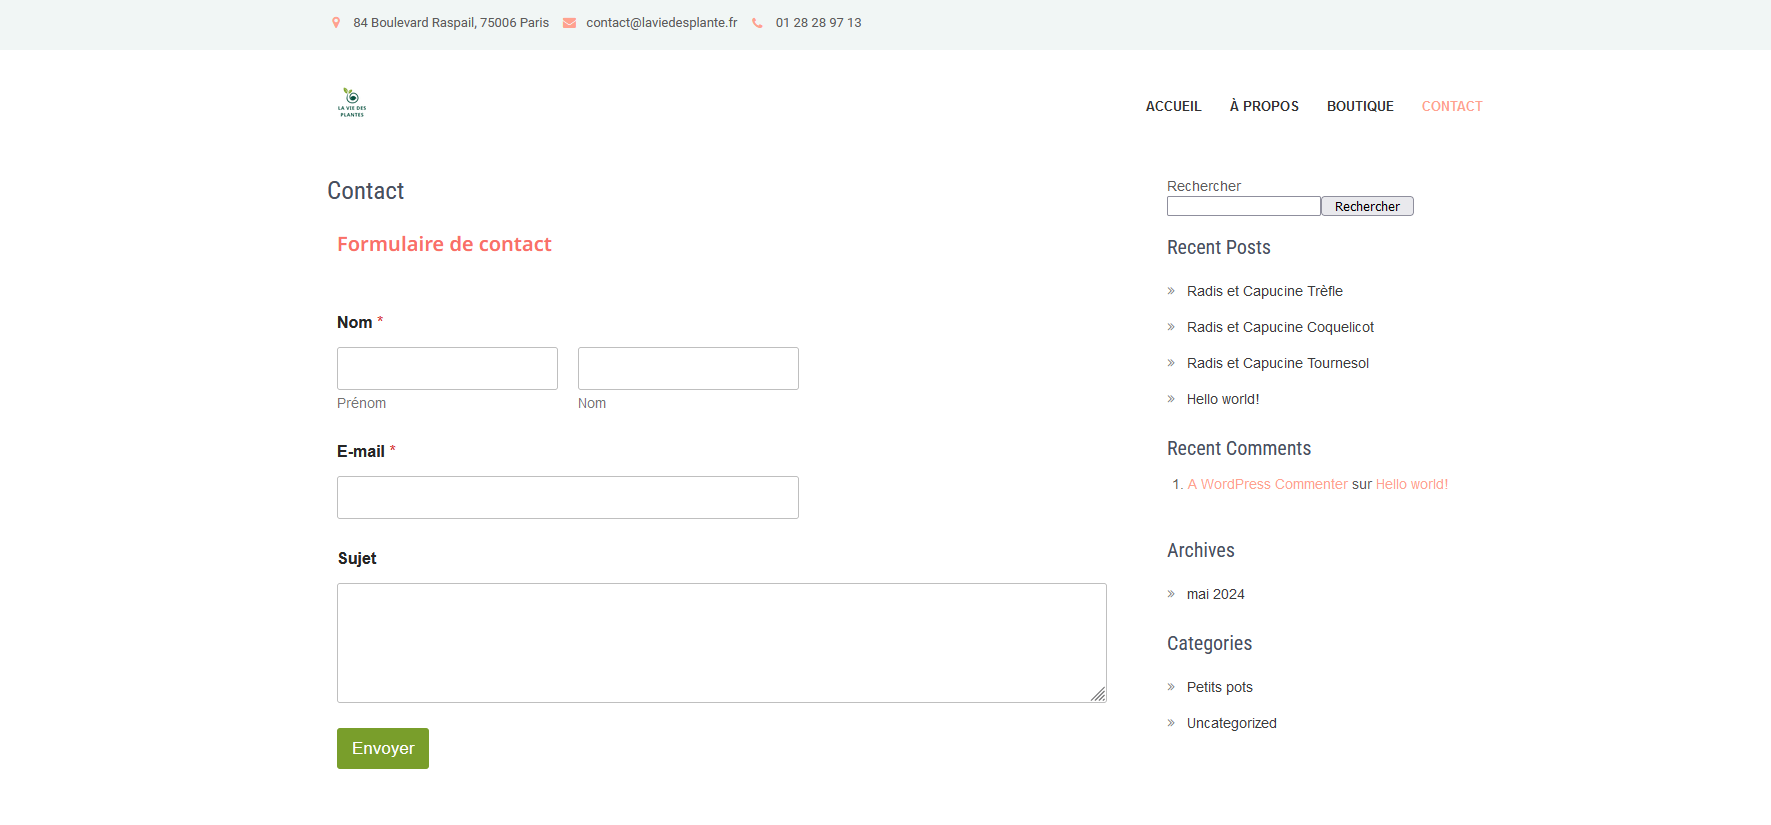 84 Boulevard Raspail, 75006 Paris contact@laviedesplante.fr 01 28 28 97 13
LA VIE DES
PLANTES
ACCUEIL À PROPOS BOUTIQUE CONTACT
Contact
Formulaire de contact
Nom *
Prénom Nom
E-mail *
Sujet
Envoyer
Rechercher
Rechercher
Recent Posts
» Radis et Capucine Trèfle
» Radis et Capucine Coquelicot
» Radis et Capucine Tournesol
» Hello world!
Recent Comments
1. A WordPress Commenter sur Hello world!
Archives
» mai 2024
Categories
» Petits pots
» Uncategorized